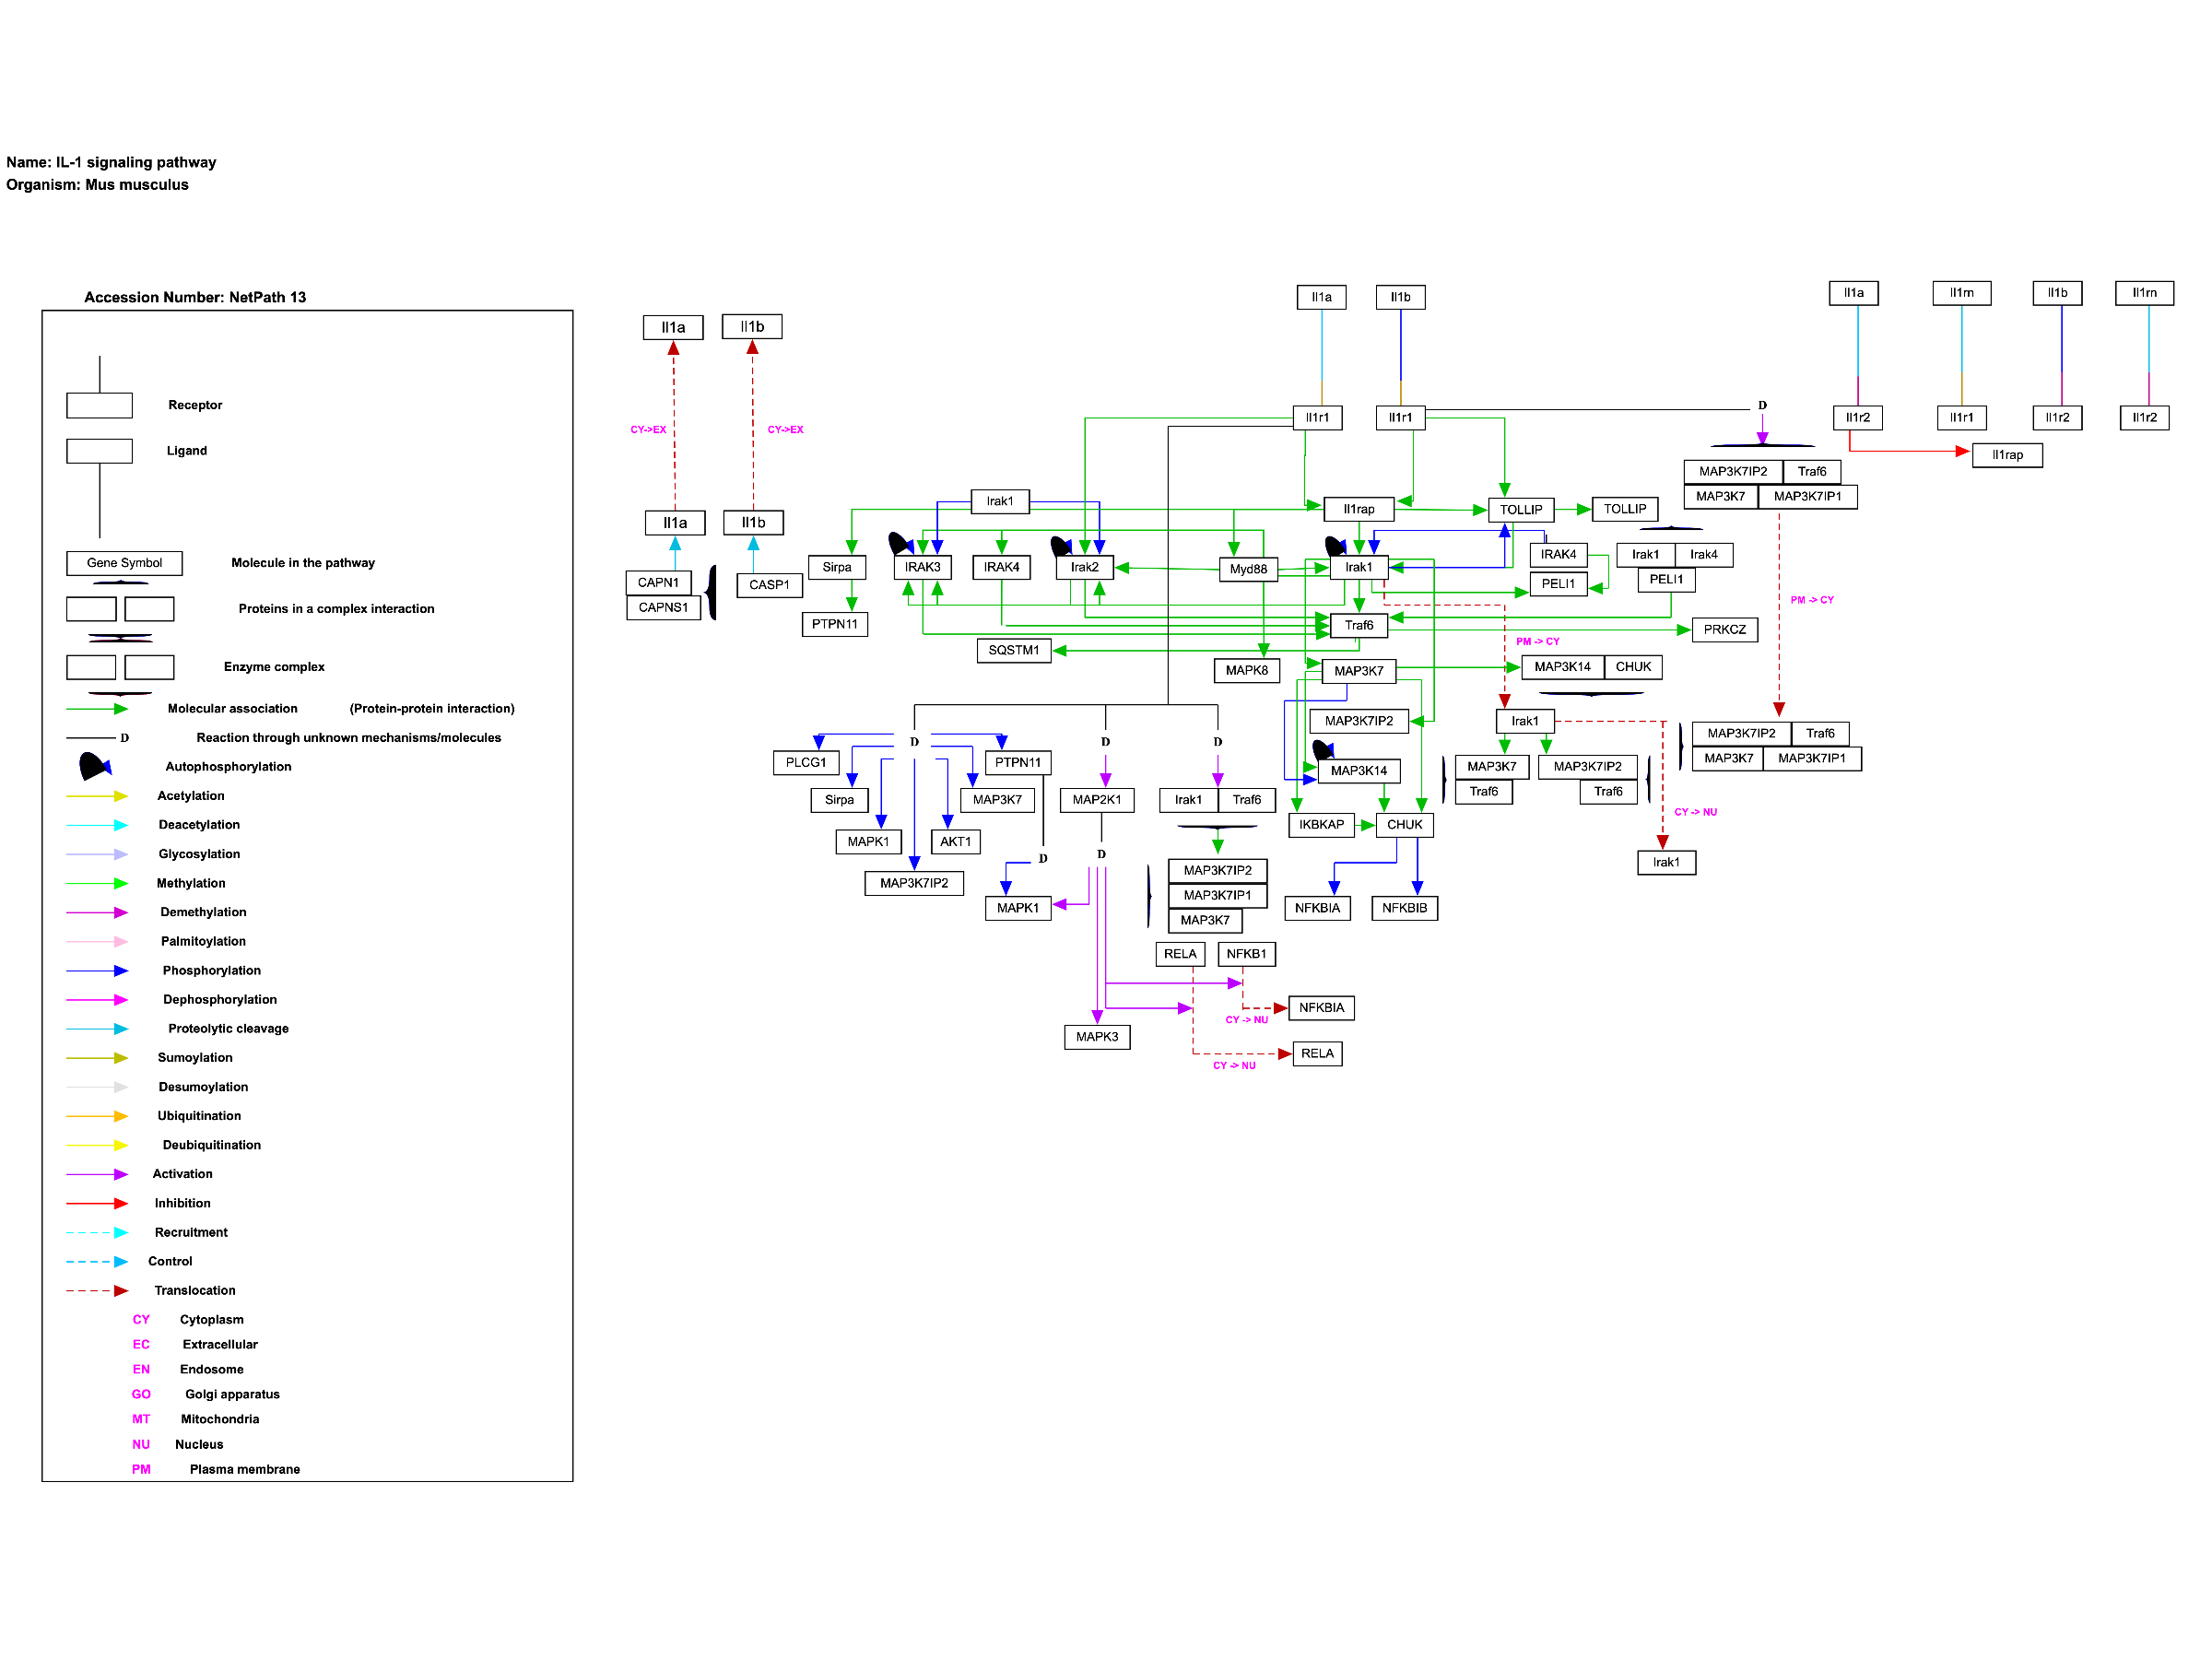 Name: IL-1 signaling pathway
Organism: Mus musculus
Accession Number: NetPath 13
Receptor
Ligand
Gene Symbol Molecule in the pathway
Proteins in a complex interaction
Enzyme complex
Molecular association (Protein-protein interaction)
D Reaction through unknown mechanisms/molecules
Autophosphorylation
Acetylation
Deacetylation
Glycosylation
Methylation
Demethylation
Palmitoylation
Phosphorylation
Dephosphorylation
Proteolytic cleavage
Sumoylation
Desumoylation
Ubiquitination
Deubiquitination
Activation
Inhibition
Recruitment
Control
Translocation
CY Cytoplasm
EC Extracellular
EN Endosome
GO Golgi apparatus
MT Mitochondria
NU Nucleus
PM Plasma membrane
Il1a Il1b Il1a Il1rn Il1b Il1rn
Il1a Il1b
D
CY->EX CY->EX Il1r1 Il1r1 Il1r2 Il1r1 Il1r2 Il1r2
Il1rap
MAP3K7IP2 Traf6
MAP3K7 MAP3K7IP1
Irak1 Il1rap TOLLIP TOLLIP
Il1a Il1b
IRAK4 Irak1 Irak4
Sirpa IRAK3 IRAK4 Irak2 Myd88 Irak1
CAPN1 CASP1 PELI1 PELI1
CAPNS1 PM -> CY
PTPN11 Traf6 PRKCZ
SQSTM1 PM -> CY
MAPK8 MAP3K7 MAP3K14 CHUK
MAP3K7IP2 Irak1
MAP3K7IP2 Traf6
D D D
MAP3K7 MAP3K7IP1
PLCG1 PTPN11 MAP3K14 MAP3K7 MAP3K7IP2
Traf6 Traf6
Sirpa MAP3K7 MAP2K1 Irak1 Traf6
CY -> NU
IKBKAP CHUK
MAPK1 AKT1
D D Irak1
MAP3K7IP2
MAP3K7IP2
MAP3K7IP1
MAPK1 NFKBIA NFKBIB
MAP3K7
RELA NFKB1
NFKBIA
CY -> NU
MAPK3
RELA
CY -> NU